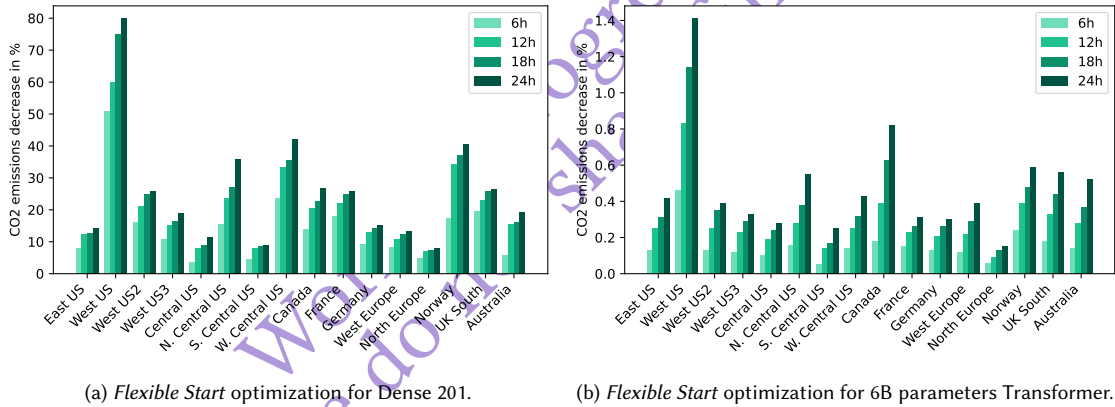 CO2 emissions decrease in %
80
70
60
50
40
30
20
10
0
6h
12h
18h
24h
East US
West US
West US2
West US3
Central US
N. Central US
S. Central US
W. Central US
Canada
France
Germany
West Europe
North Europe
Norway
UK South
Australia
(a) Flexible Start optimization for Dense 201.
CO2 emissions decrease in %
1.4
1.2
1.0
0.8
0.6
0.4
0.2
0.0
6h
12h
18h
24h
East US
West US
West US2
West US3
Central US
N. Central US
S. Central US
W. Central US
Canada
France
Germany
West Europe
North Europe
Norway
UK South
Australia
(b) Flexible Start optimization for 6B parameters Transformer.